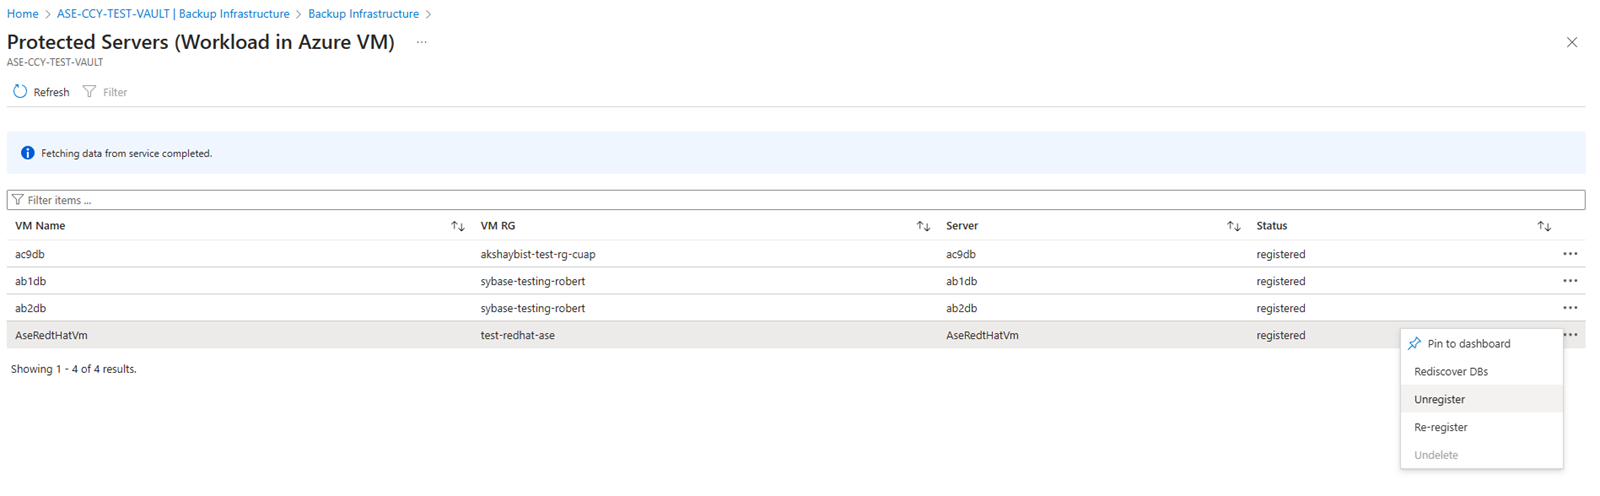 Home > ASE-CCY-TEST-VAULT | Backup Infrastructure > Backup Infrastructure >
Protected Servers (Workload in Azure VM) ...
ASE-CCY-TEST-VAULT
Refresh Filter
Fetching data from service completed.
Filter items ...
VM Name VM RG Server Status
ac9db akshaybist-test-rg-cuap ac9db registered
ab1db sybase-testing-robert ab1db registered
ab2db sybase-testing-robert ab2db registered
AseRedtHatVm test-redhat-ase AseRedtHatVm registered
Showing 1 - 4 of 4 results.
Pin to dashboard
Rediscover DBs
Unregister
Re-register
Undelete